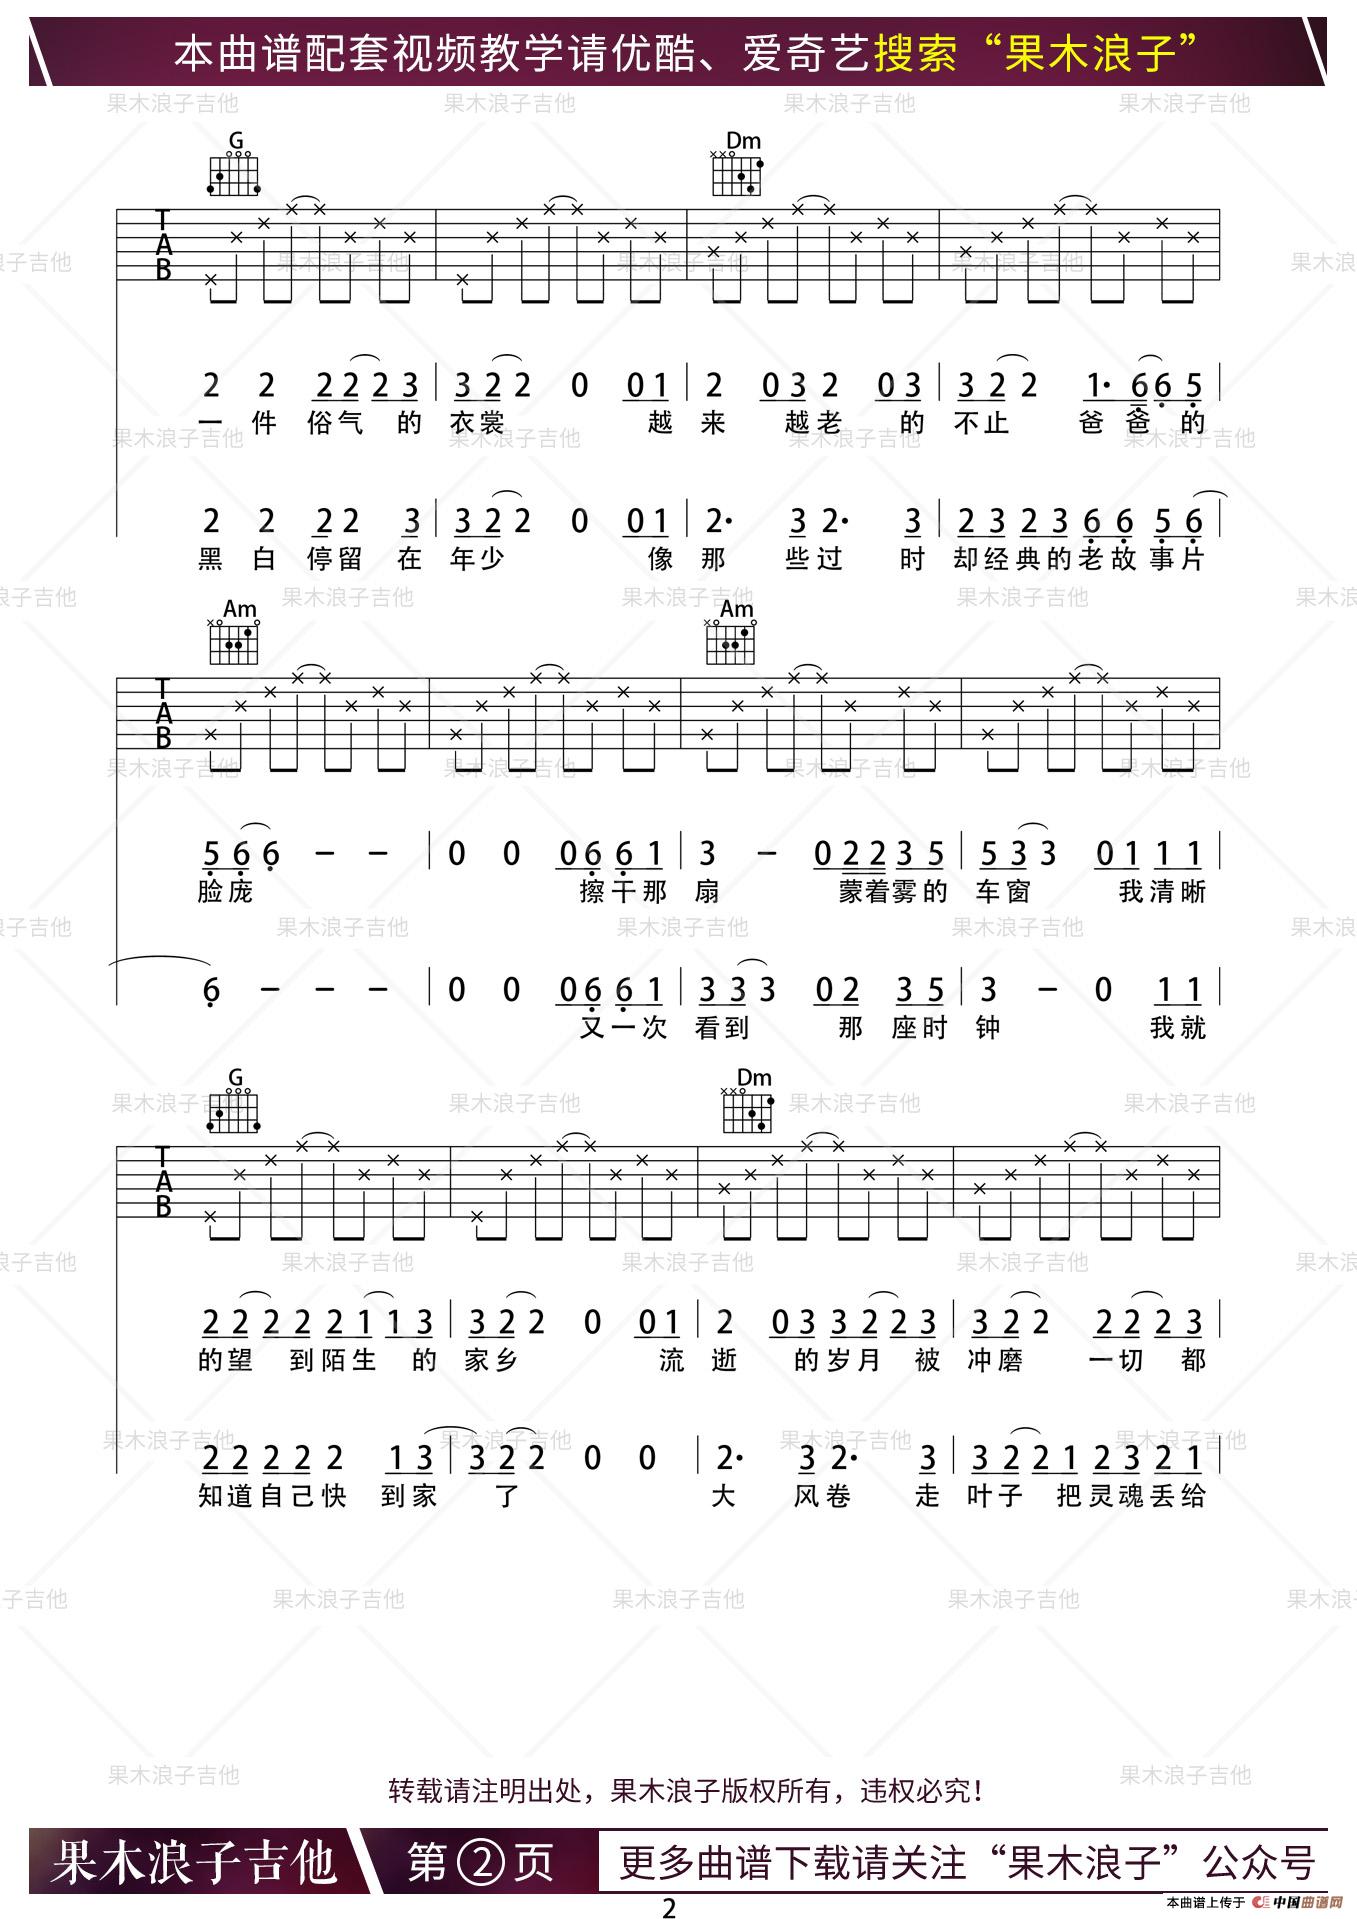 本曲谱配套视频教学请优酷、爱奇艺搜索“果木浪子”
G Dm
T
A
B
2 2 2 2 2 3 | 3 2 2 0 0 1 | 2 0 3 2 0 3 | 3 2 2 1· 6 6 5
一 件 俗 气 的 衣 裳 越 来 越 老 的 不 止 爸 爸 的
2 2 2 2 3 | 3 2 2 0 0 1 | 2· 3 2· 3 | 2 3 2 3 6 6 5 6
黑 白 停 留 在 年 少 像 那 些 过 时 却 经 典 的 老 故 事 片
Am Am
T
A
B
5 6 6 – – | 0 0 0 6 6 1 | 3 – 0 2 2 3 5 | 5 3 3 0 1 1 1
脸 庞 擦 干 那 扇 蒙 着 雾 的 车 窗 我 清 晰
6 – – – | 0 0 0 6 6 1 | 3 3 3 0 2 3 5 | 3 – 0 1 1
又 一 次 看 到 那 座 时 钟 我 就
G Dm
T
A
B
2 2 2 2 2 1 1 3 | 3 2 2 0 0 1 | 2 0 3 3 2 2 3 | 3 2 2 2 2 2 3
的 望 到 陌 生 的 家 乡 流 逝 的 岁 月 被 冲 磨 一 切 都
2 2 2 2 2 1 3 | 3 2 2 0 0 | 2· 3 2· 3 | 3 2 2 1 2 3 2 1
知 道 自 己 快 到 家 了 大 风 卷 走 叶 子 把 灵 魂 丢 给
转载请注明出处，果木浪子版权所有，违权必究！
果木浪子吉他 第②页 更多曲谱下载请关注“果木浪子”公众号
2
本曲谱上传于 中国曲谱网